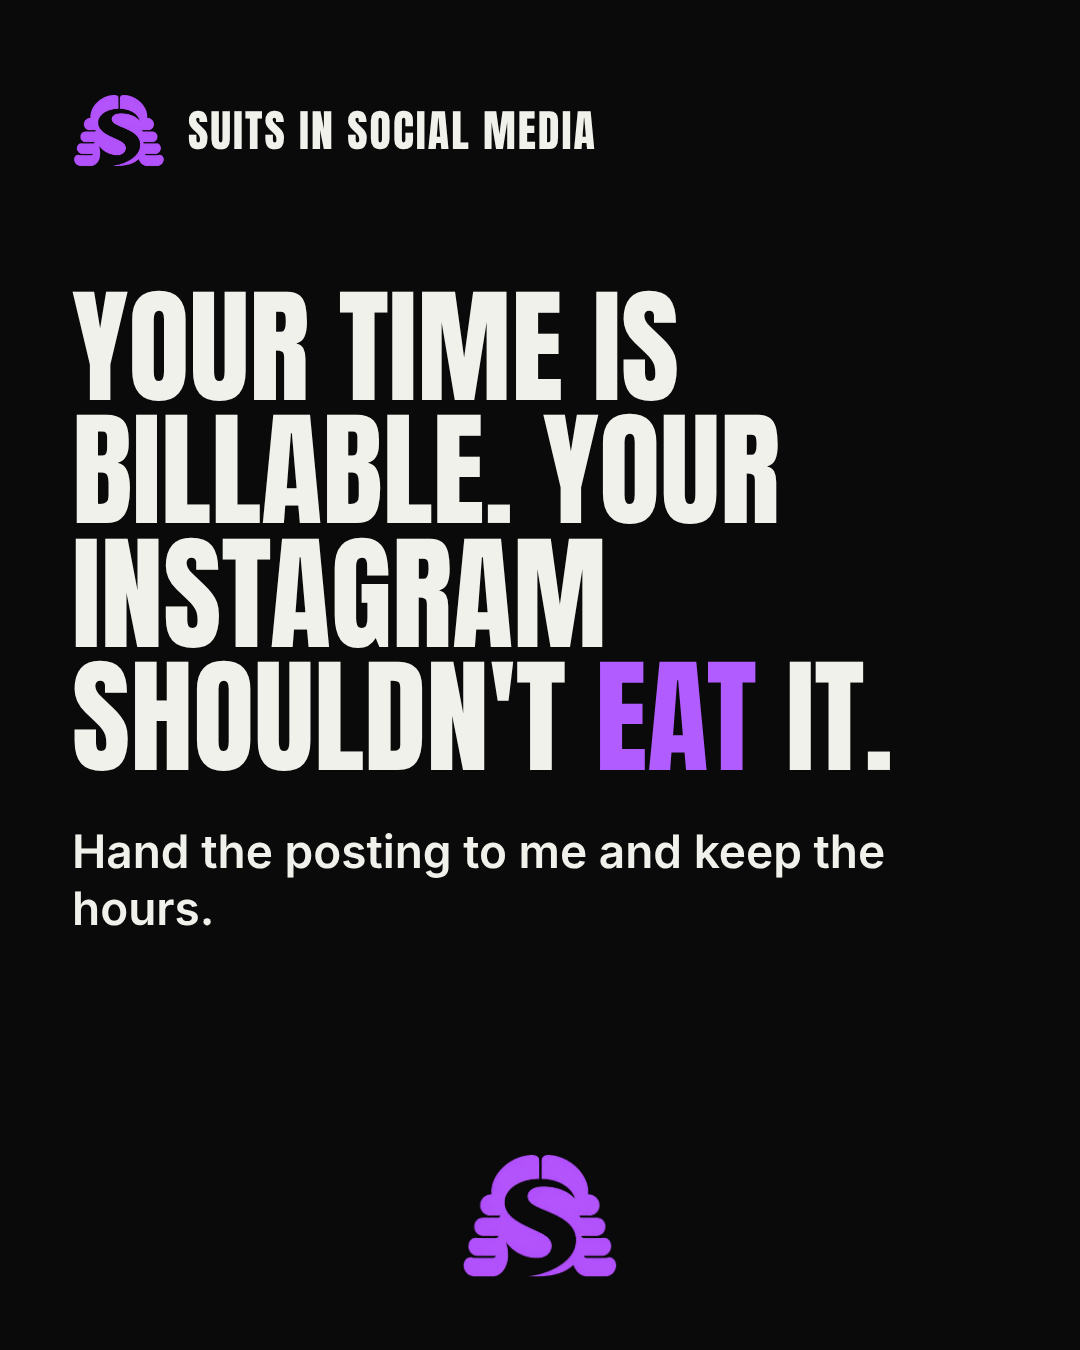 SUITS IN SOCIAL MEDIA
YOUR TIME IS
BILLABLE. YOUR
INSTAGRAM
SHOULDN'T EAT IT.
Hand the posting to me and keep the
hours.